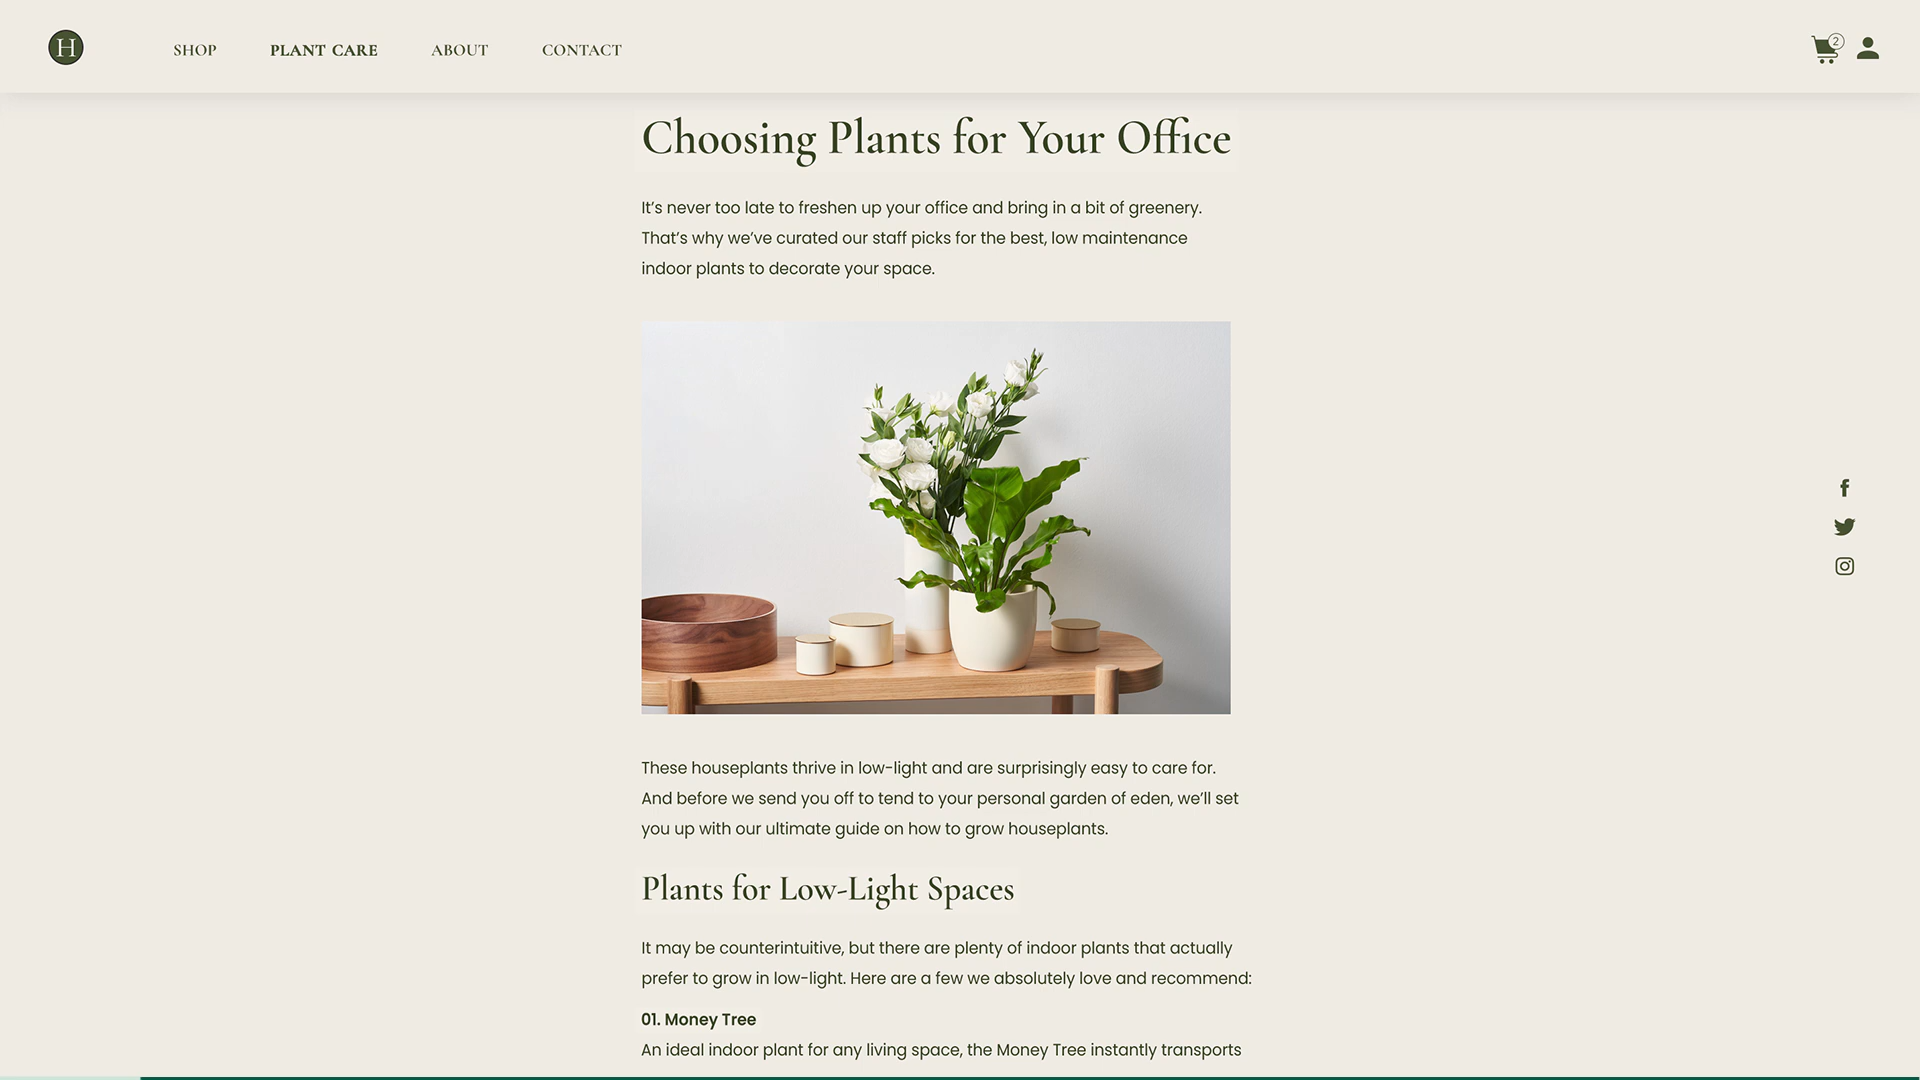 H
SHOP PLANT CARE ABOUT CONTACT
2
Choosing Plants for Your Office
It’s never too late to freshen up your office and bring in a bit of greenery.
That’s why we’ve curated our staff picks for the best, low maintenance
indoor plants to decorate your space.
These houseplants thrive in low-light and are surprisingly easy to care for.
And before we send you off to tend to your personal garden of eden, we’ll set
you up with our ultimate guide on how to grow houseplants.
Plants for Low-Light Spaces
It may be counterintuitive, but there are plenty of indoor plants that actually
prefer to grow in low-light. Here are a few we absolutely love and recommend:
01. Money Tree
An ideal indoor plant for any living space, the Money Tree instantly transports